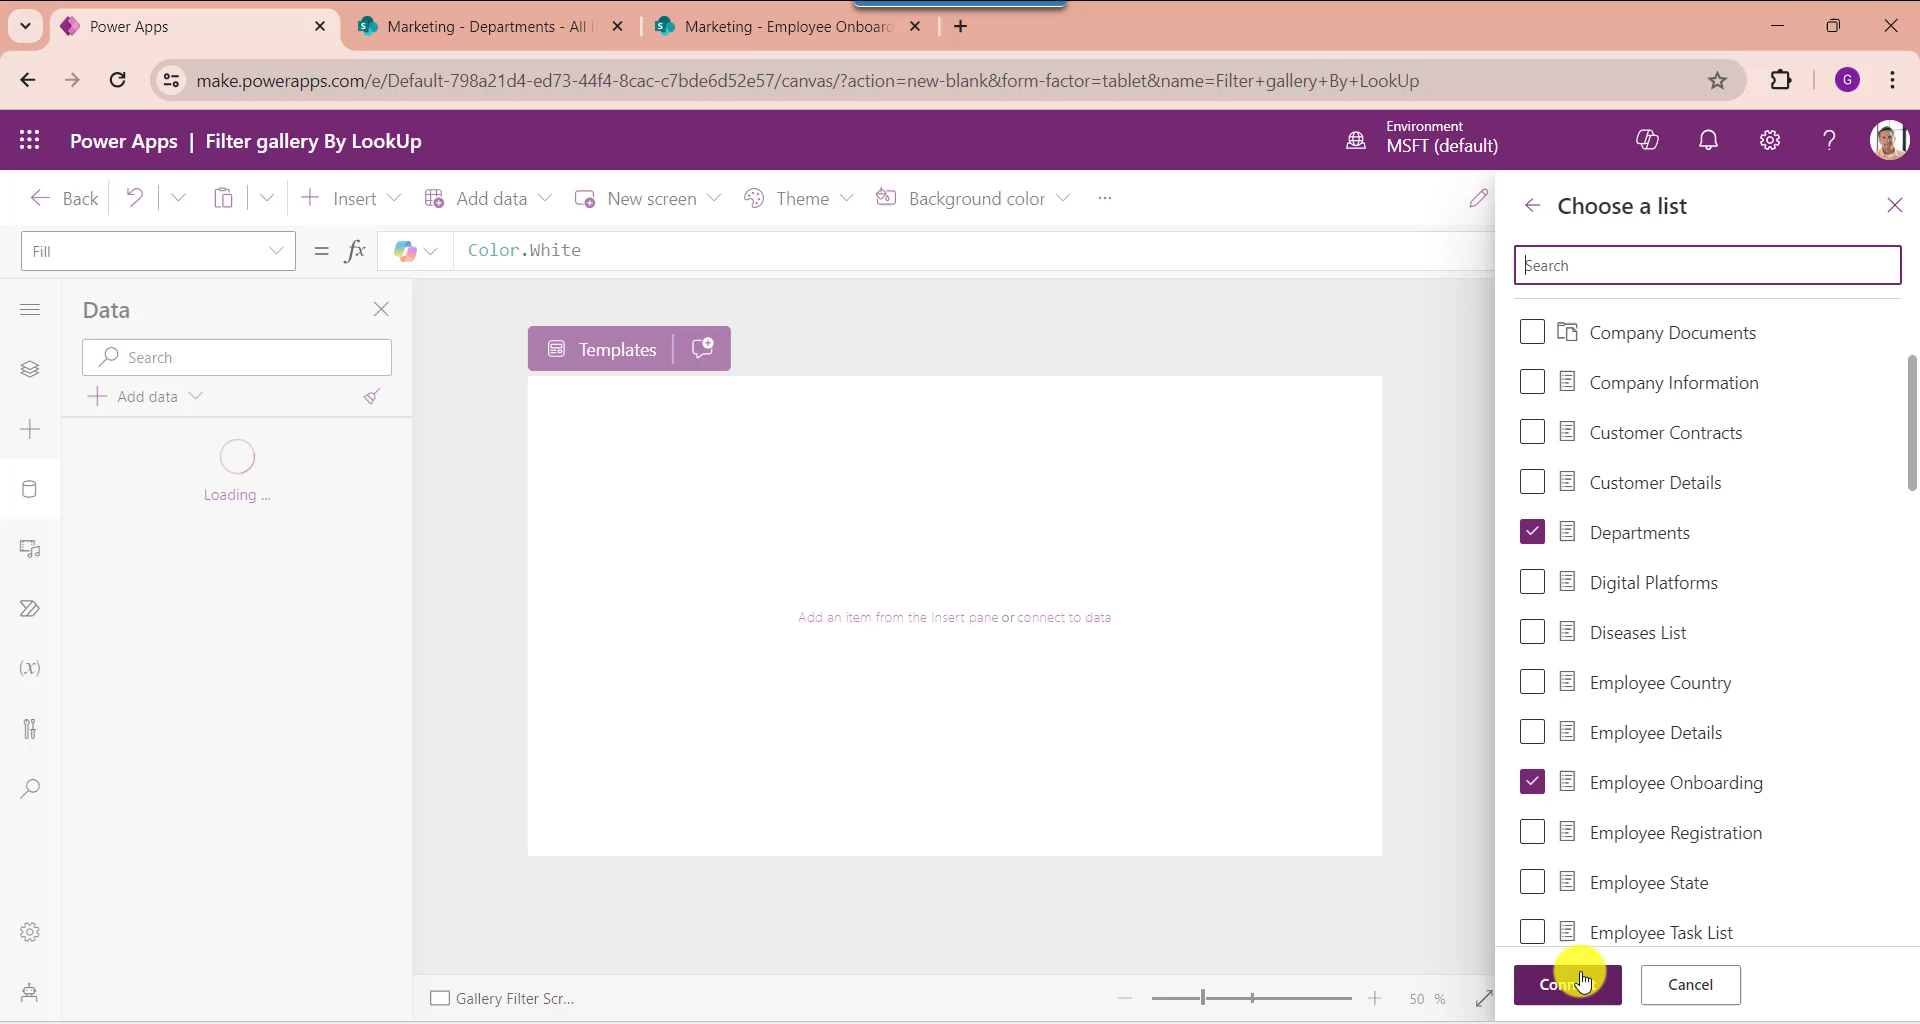 Power Apps
Marketing - Departments - All
Marketing - Employee Onboard
make.powerapps.com/e/Default-798a21d4-ed73-44f4-8cac-c7bde6d52e57/canvas/?action=new-blank&form-factor=tablet&name=Filter+gallery+By+LookUp
G
Power Apps | Filter gallery By LookUp
Environment
MSFT (default)
Back
Insert
Add data
New screen
Theme
Background color
Fill
= fx
Color.White
Data
Search
Add data
Loading ...
(x)
Templates
Add an item from the Insert pane or connect to data
Gallery Filter Scr...
50 %
Choose a list
Search
Company Documents
Company Information
Customer Contracts
Customer Details
Departments
Digital Platforms
Diseases List
Employee Country
Employee Details
Employee Onboarding
Employee Registration
Employee State
Employee Task List
Cancel